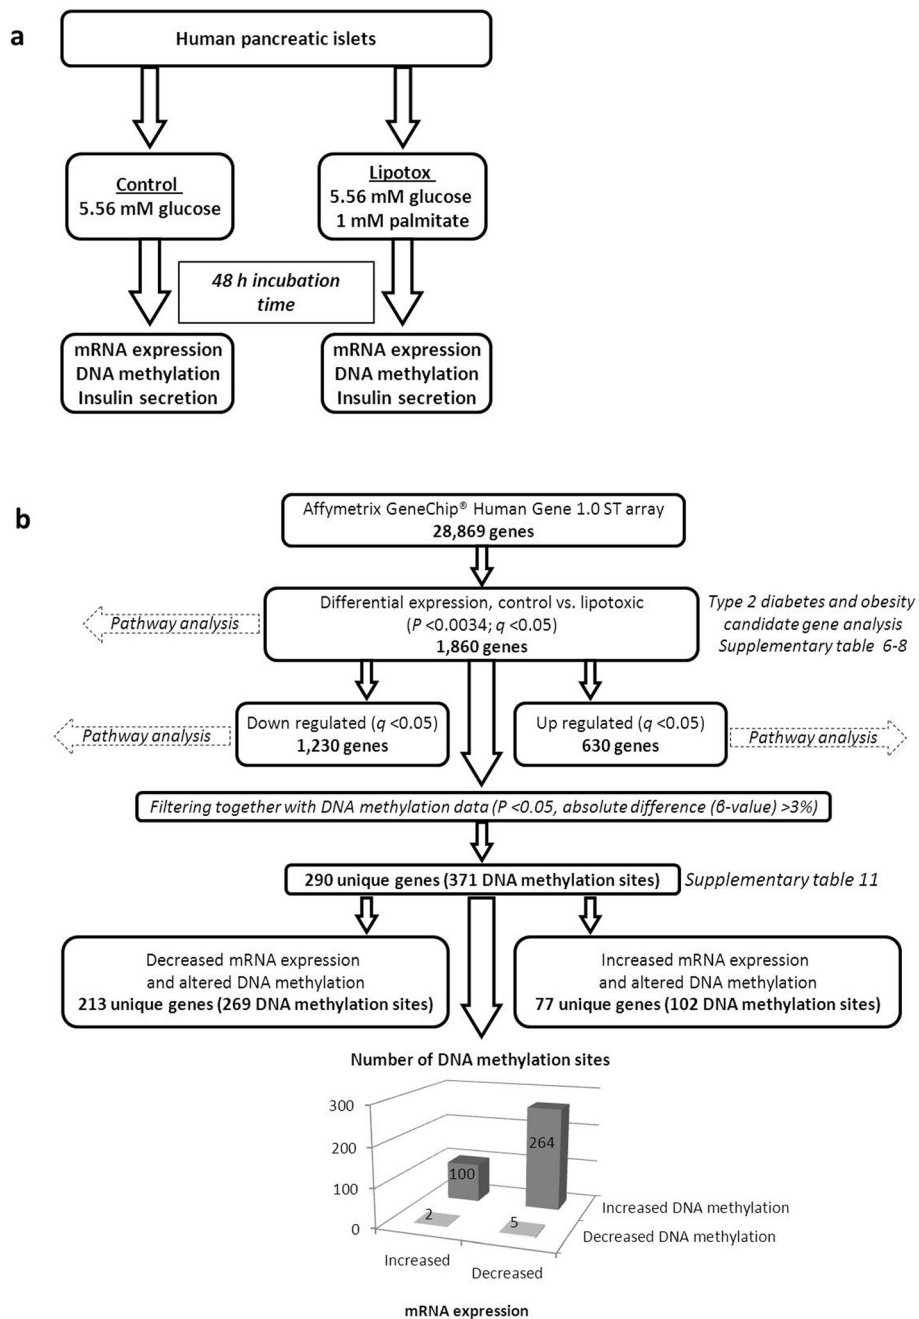 a
Human pancreatic islets
Control
5.56 mM glucose
Lipotox
5.56 mM glucose
1 mM palmitate
48 h incubation
time
mRNA expression
DNA methylation
Insulin secretion
mRNA expression
DNA methylation
Insulin secretion
b
Affymetrix GeneChip® Human Gene 1.0 ST array
28,869 genes
Pathway analysis
Differential expression, control vs. lipotoxic
(P <0.0034; q <0.05)
1,860 genes
Type 2 diabetes and obesity
candidate gene analysis
Supplementary table 6-8
Pathway analysis
Down regulated (q <0.05)
1,230 genes
Up regulated (q <0.05)
630 genes
Pathway analysis
Filtering together with DNA methylation data (P <0.05, absolute difference (β-value) >3%)
290 unique genes (371 DNA methylation sites)
Supplementary table 11
Decreased mRNA expression
and altered DNA methylation
213 unique genes (269 DNA methylation sites)
Increased mRNA expression
and altered DNA methylation
77 unique genes (102 DNA methylation sites)
Number of DNA methylation sites
300
200
100
0
100
264
2
5
Increased DNA methylation
Decreased DNA methylation
Increased
Decreased
mRNA expression